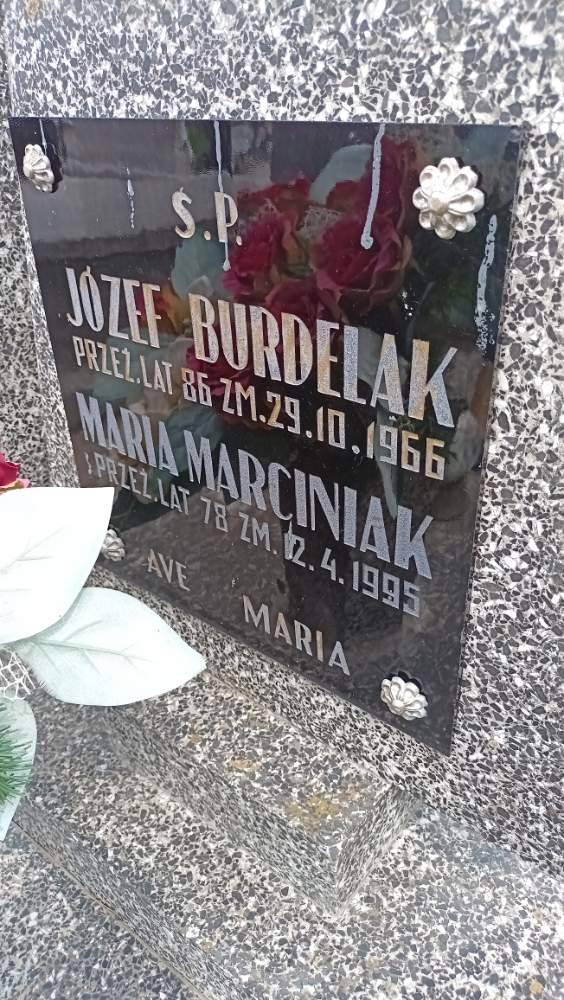 Ś.P.
JÓZEF BURDELAK
PRZEŻ.LAT 86 ZM.29.10.1966
MARIA MARCINIAK
PRZEŻ.LAT 78 ZM.12.4.1995
AVE MARIA